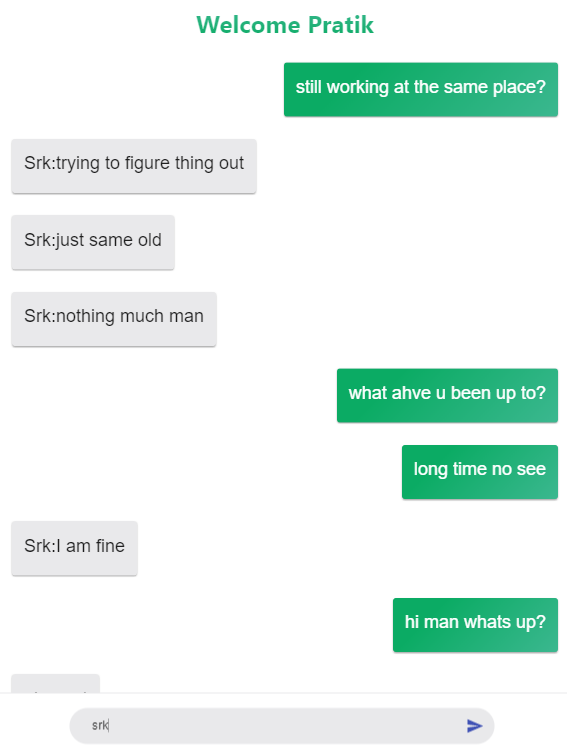 Welcome Pratik
still working at the same place?
Srk:trying to figure thing out
Srk:just same old
Srk:nothing much man
what ahve u been up to?
long time no see
Srk:I am fine
hi man whats up?
srk